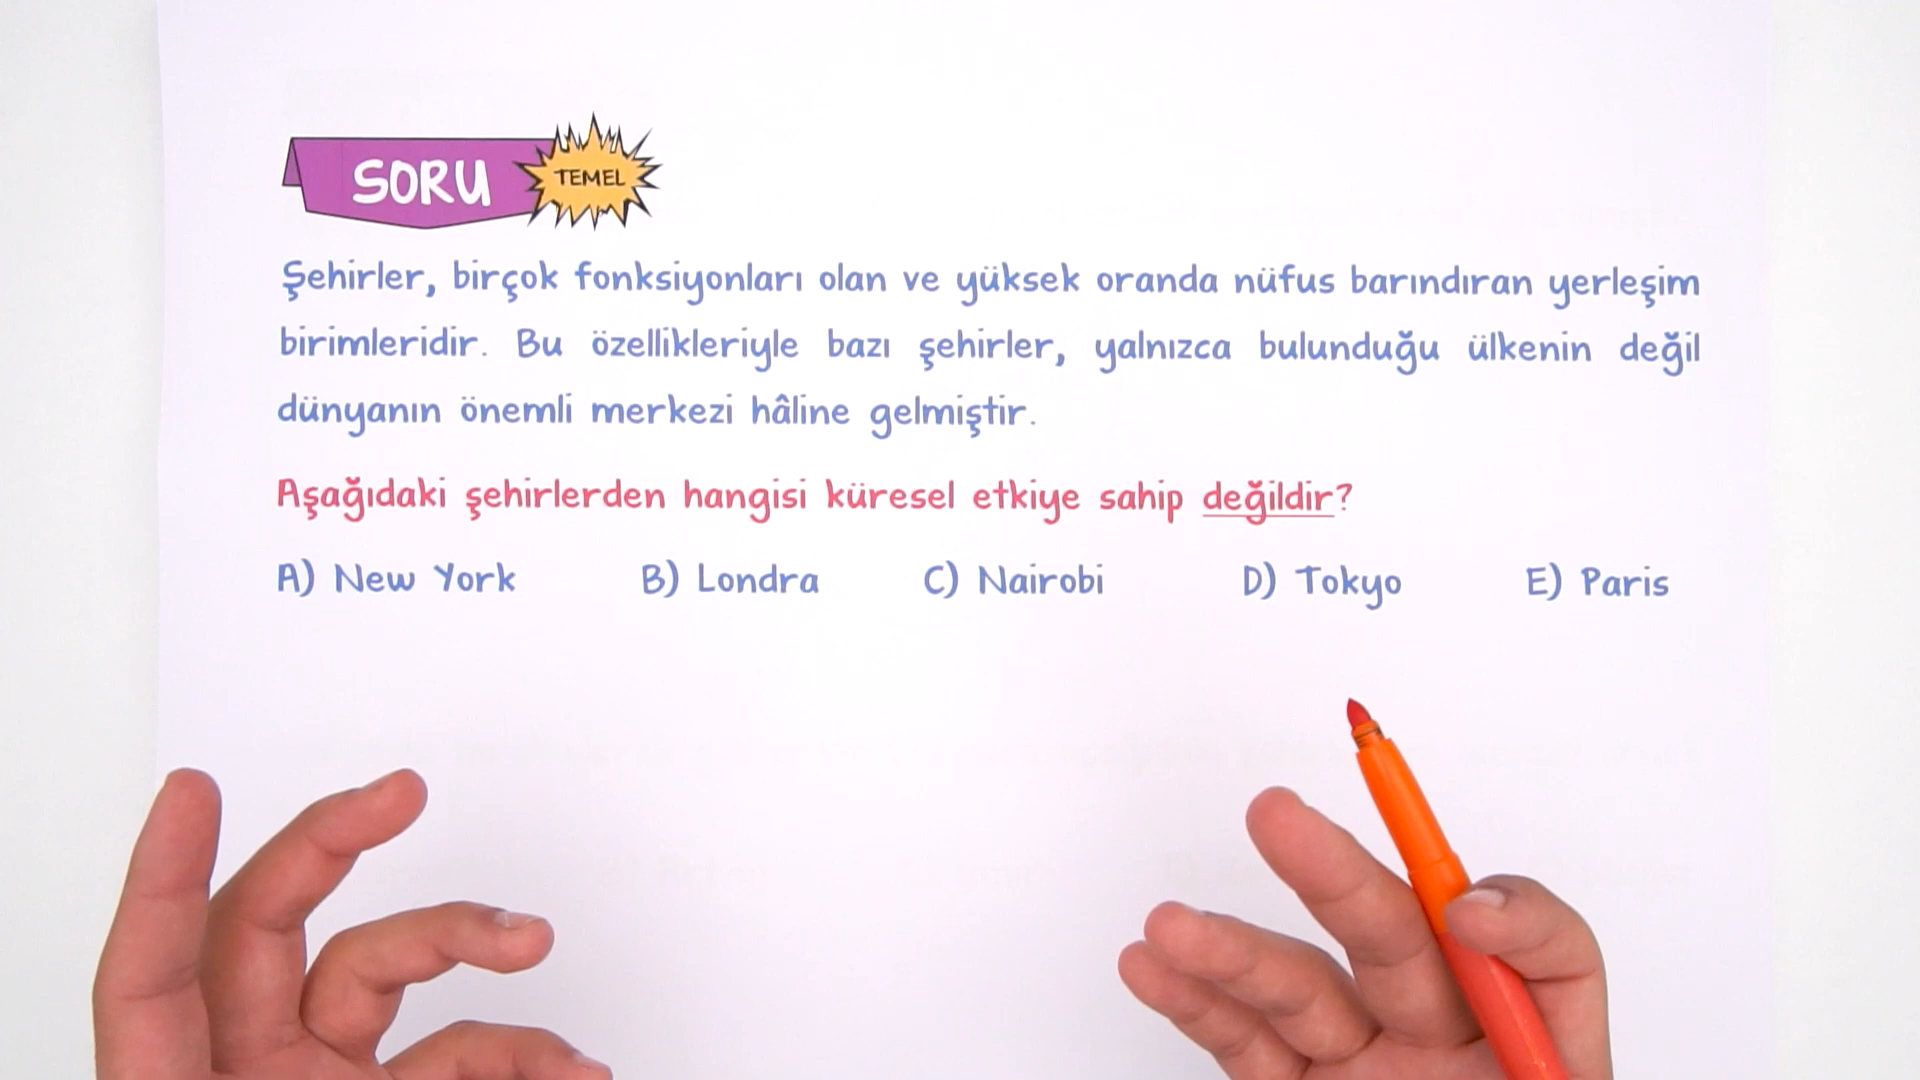 SORU
TEMEL
Şehirler, birçok fonksiyonları olan ve yüksek oranda nüfus barındıran yerleşim
birimleridir. Bu özellikleriyle bazı şehirler, yalnızca bulunduğu ülkenin değil
dünyanın önemli merkezi hâline gelmiştir.
Aşağıdaki şehirlerden hangisi küresel etkiye sahip değildir?
A) New York B) Londra C) Nairobi D) Tokyo E) Paris